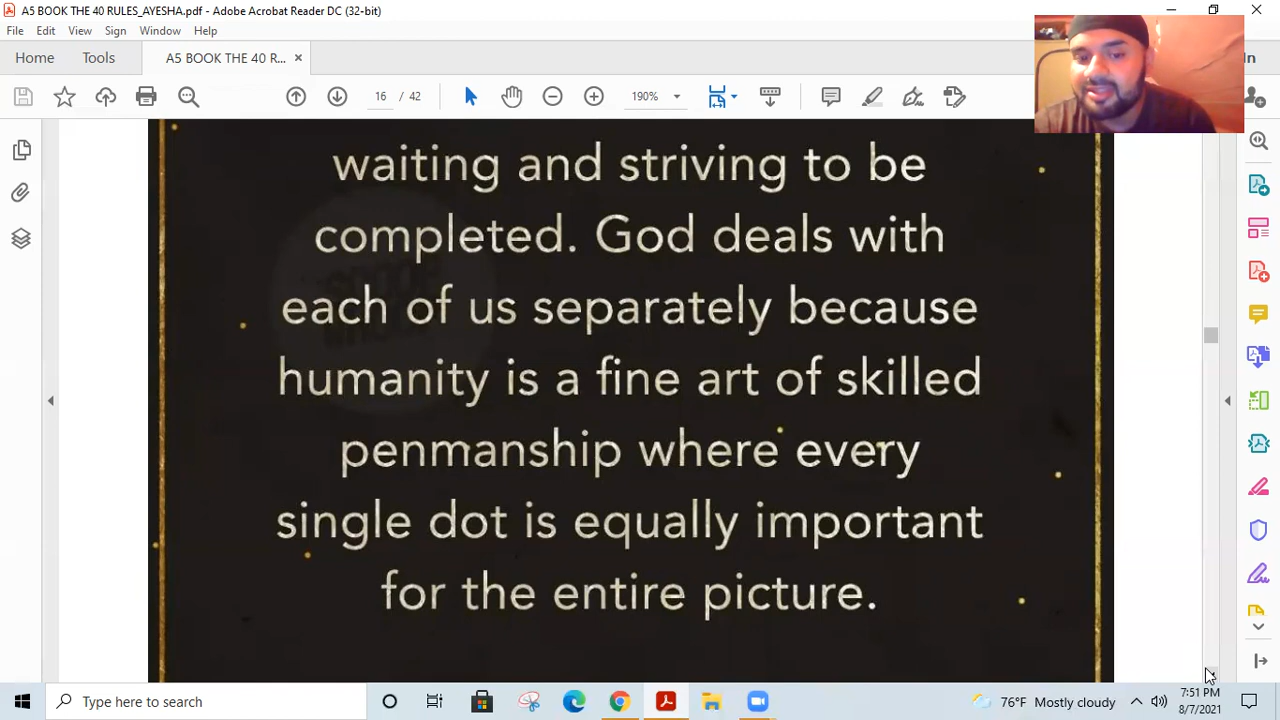 A5 BOOK THE 40 RULES_AYESHA.pdf - Adobe Acrobat Reader DC (32-bit)
File Edit View Sign Window Help
Home Tools A5 BOOK THE 40 R... × In
16 / 42 190%
waiting and striving to be
completed. God deals with
each of us separately because
humanity is a fine art of skilled
penmanship where every
single dot is equally important
for the entire picture.
Type here to search
76°F Mostly cloudy
7:51 PM
8/7/2021